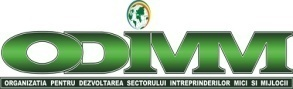 ODIMM
ORGANIZATIA PENTRU DEZVOLTAREA SECTORULUI INTREPRINDERILOR MICI SI MIJLOCII